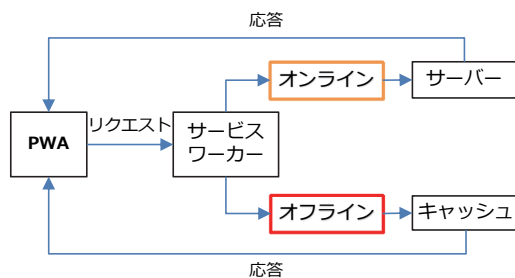 応答
オンライン
サーバー
リクエスト
PWA
サービス
ワーカー
オフライン
キャッシュ
応答